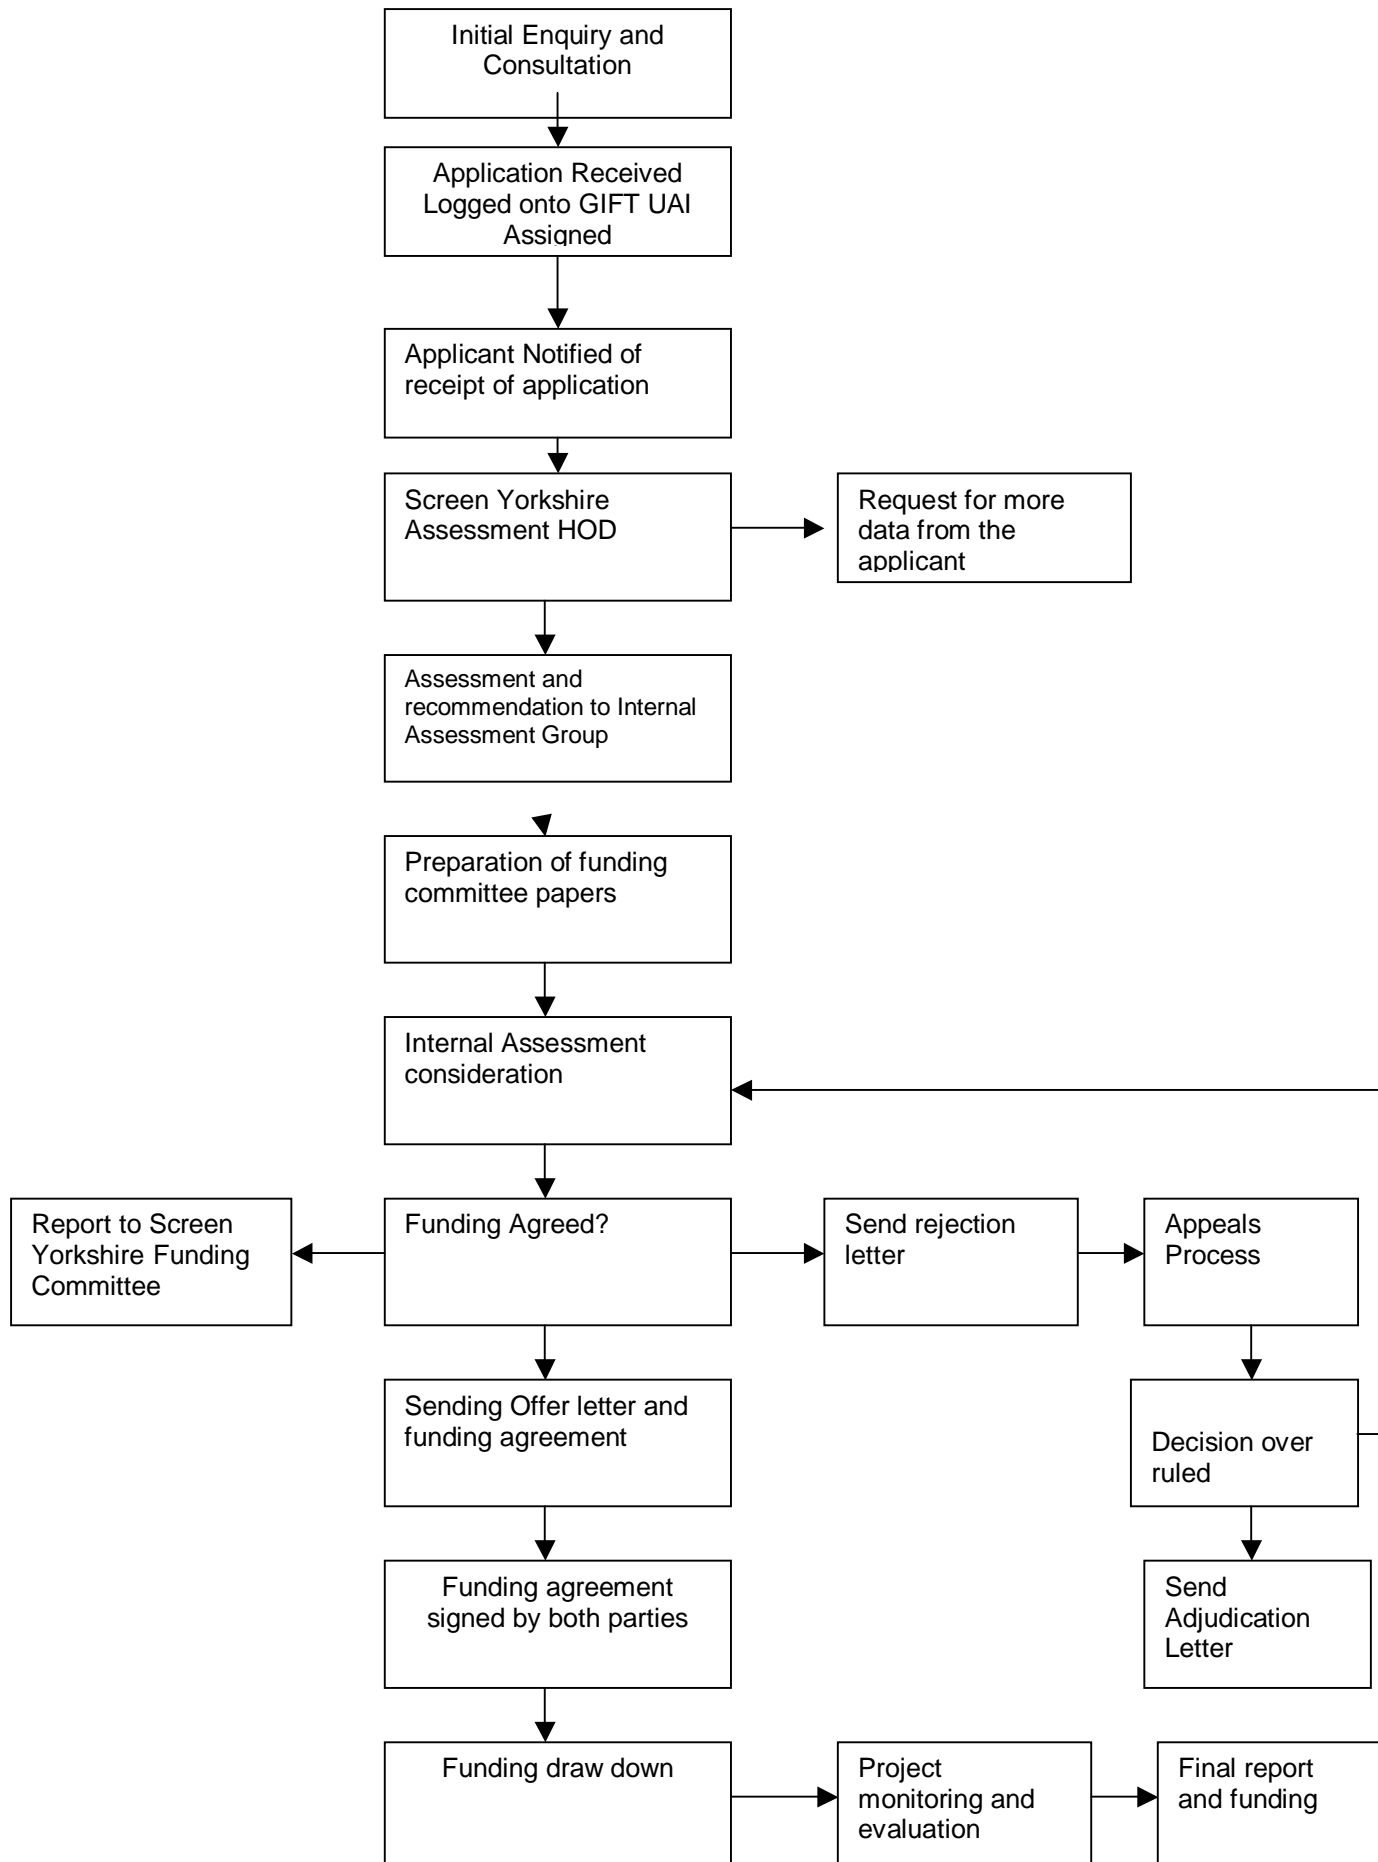 Initial Enquiry and
Consultation
Application Received
Logged onto GIFT UAI
Assigned
Applicant Notified of
receipt of application
Screen Yorkshire
Assessment HOD
Request for more
data from the
applicant
Assessment and
recommendation to Internal
Assessment Group
Preparation of funding
committee papers
Internal Assessment
consideration
Report to Screen
Yorkshire Funding
Committee
Funding Agreed?
Send rejection
letter
Appeals
Process
Sending Offer letter and
funding agreement
Decision over
ruled
Funding agreement
signed by both parties
Send
Adjudication
Letter
Funding draw down
Project
monitoring and
evaluation
Final report
and funding